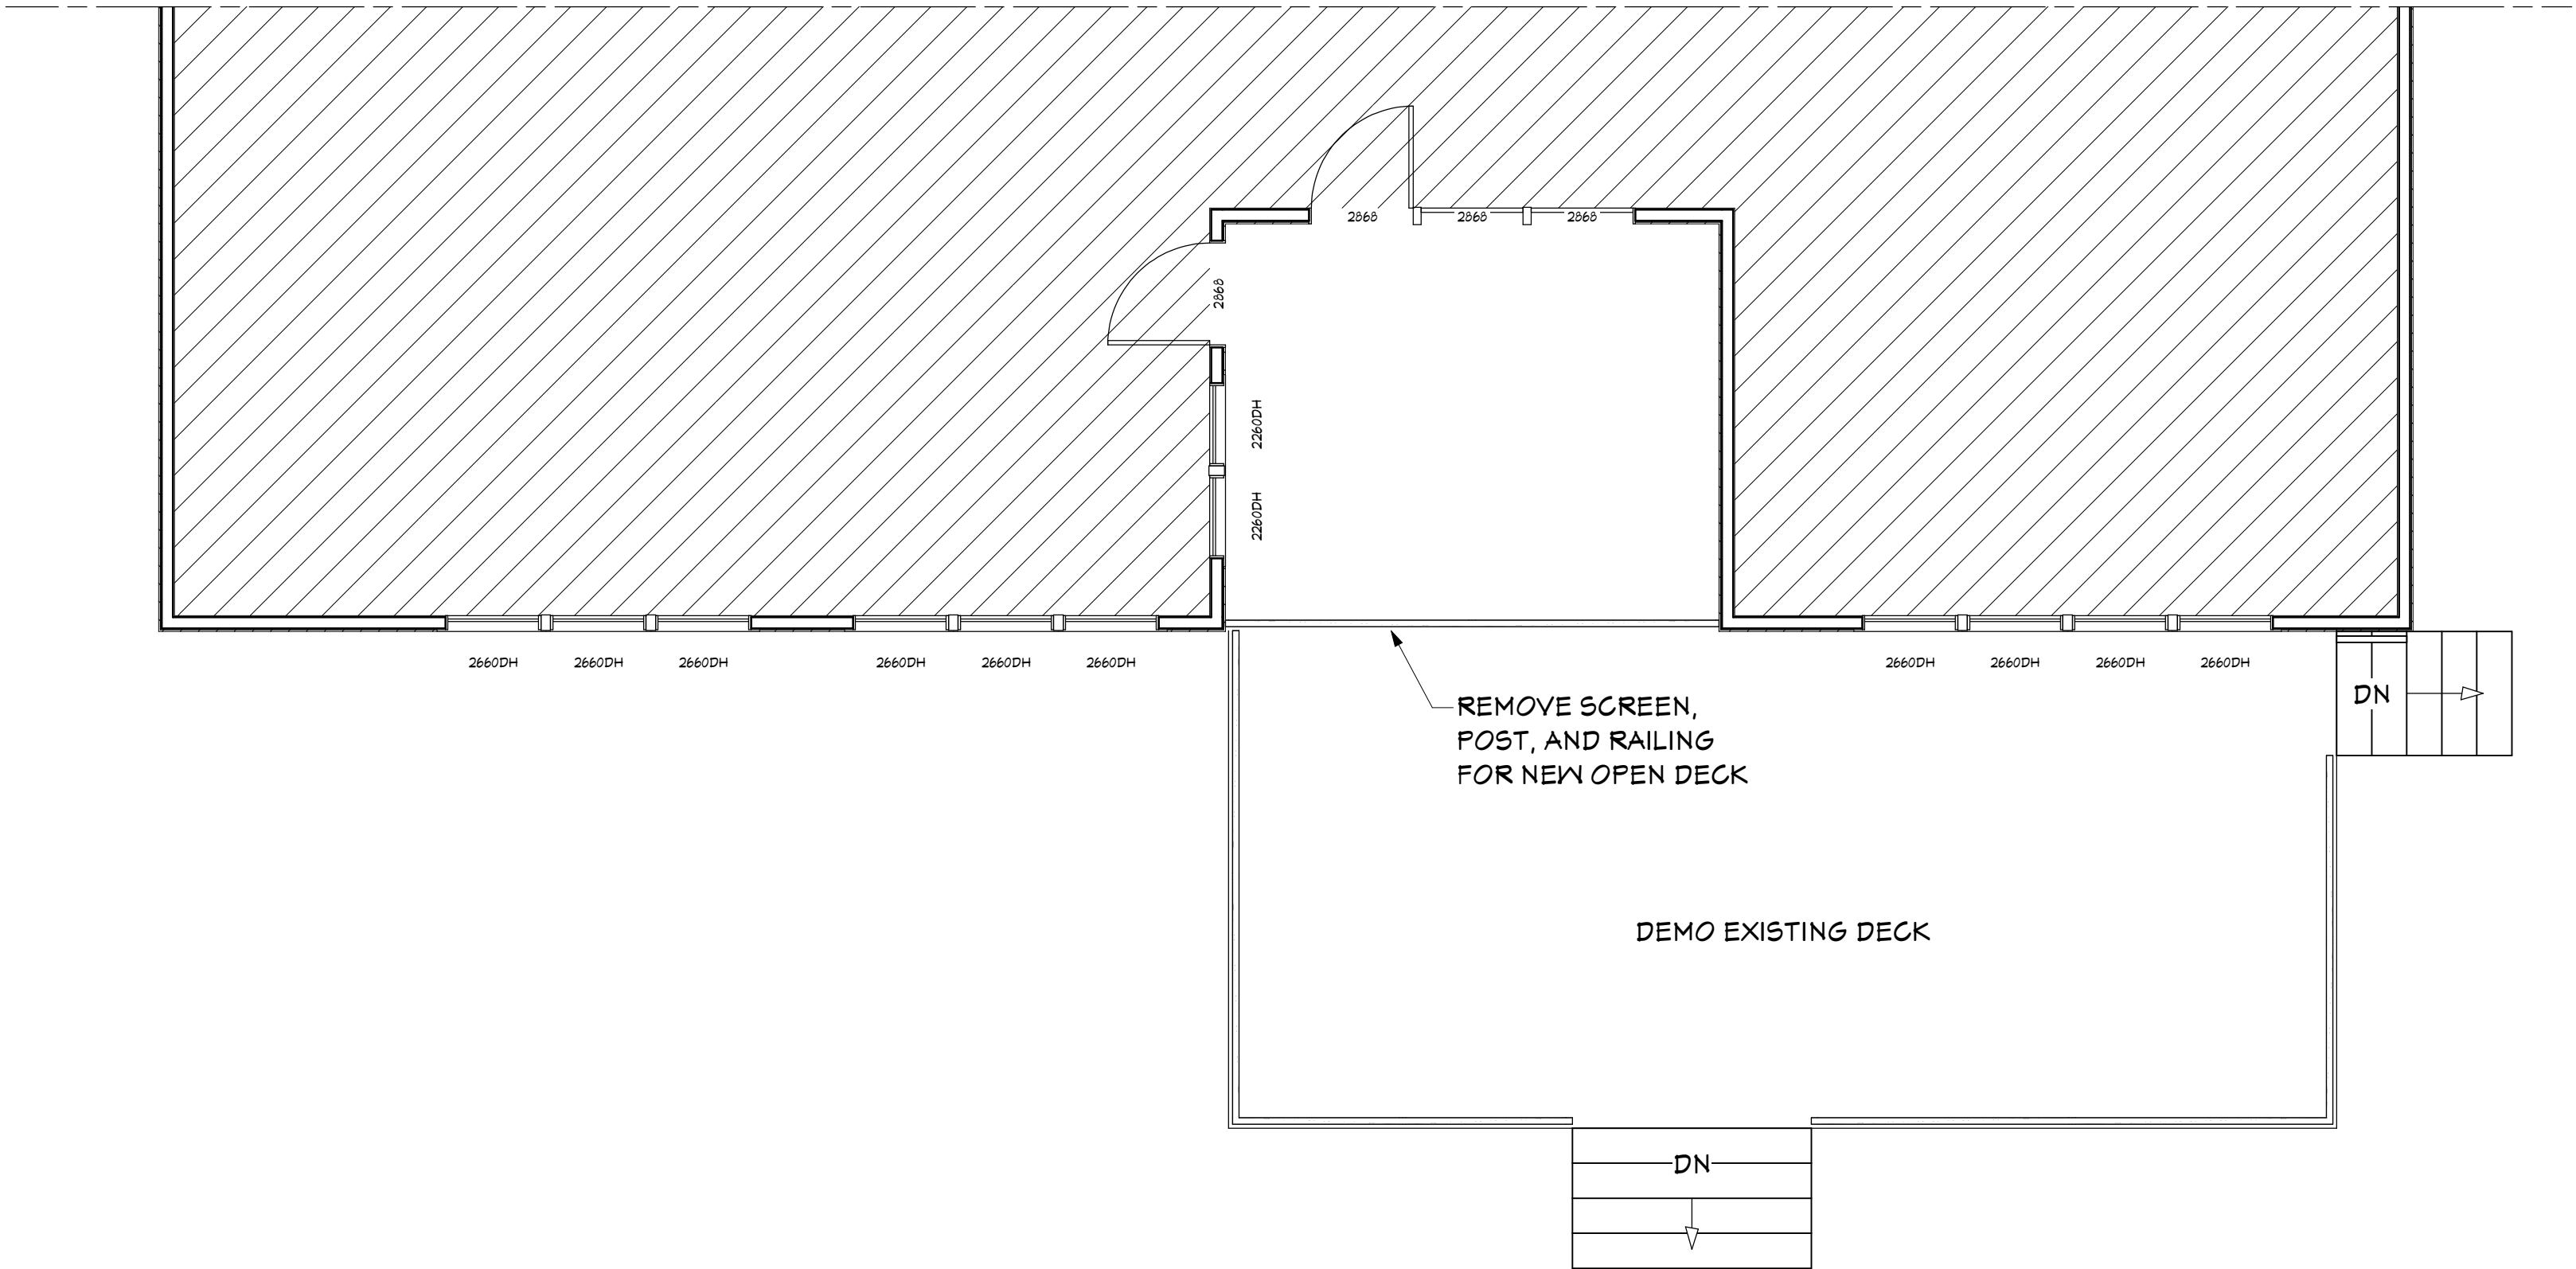 2868 2868 2868
2868
2260DH
2260DH
2660DH 2660DH 2660DH 2660DH 2660DH 2660DH 2660DH 2660DH 2660DH 2660DH
DN
REMOVE SCREEN,
POST, AND RAILING
FOR NEW OPEN DECK
DEMO EXISTING DECK
DN